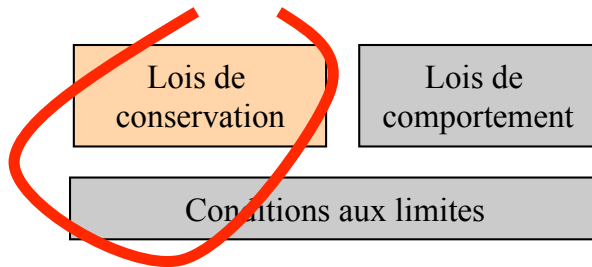 Lois de
conservation
Lois de
comportement
Conditions aux limites